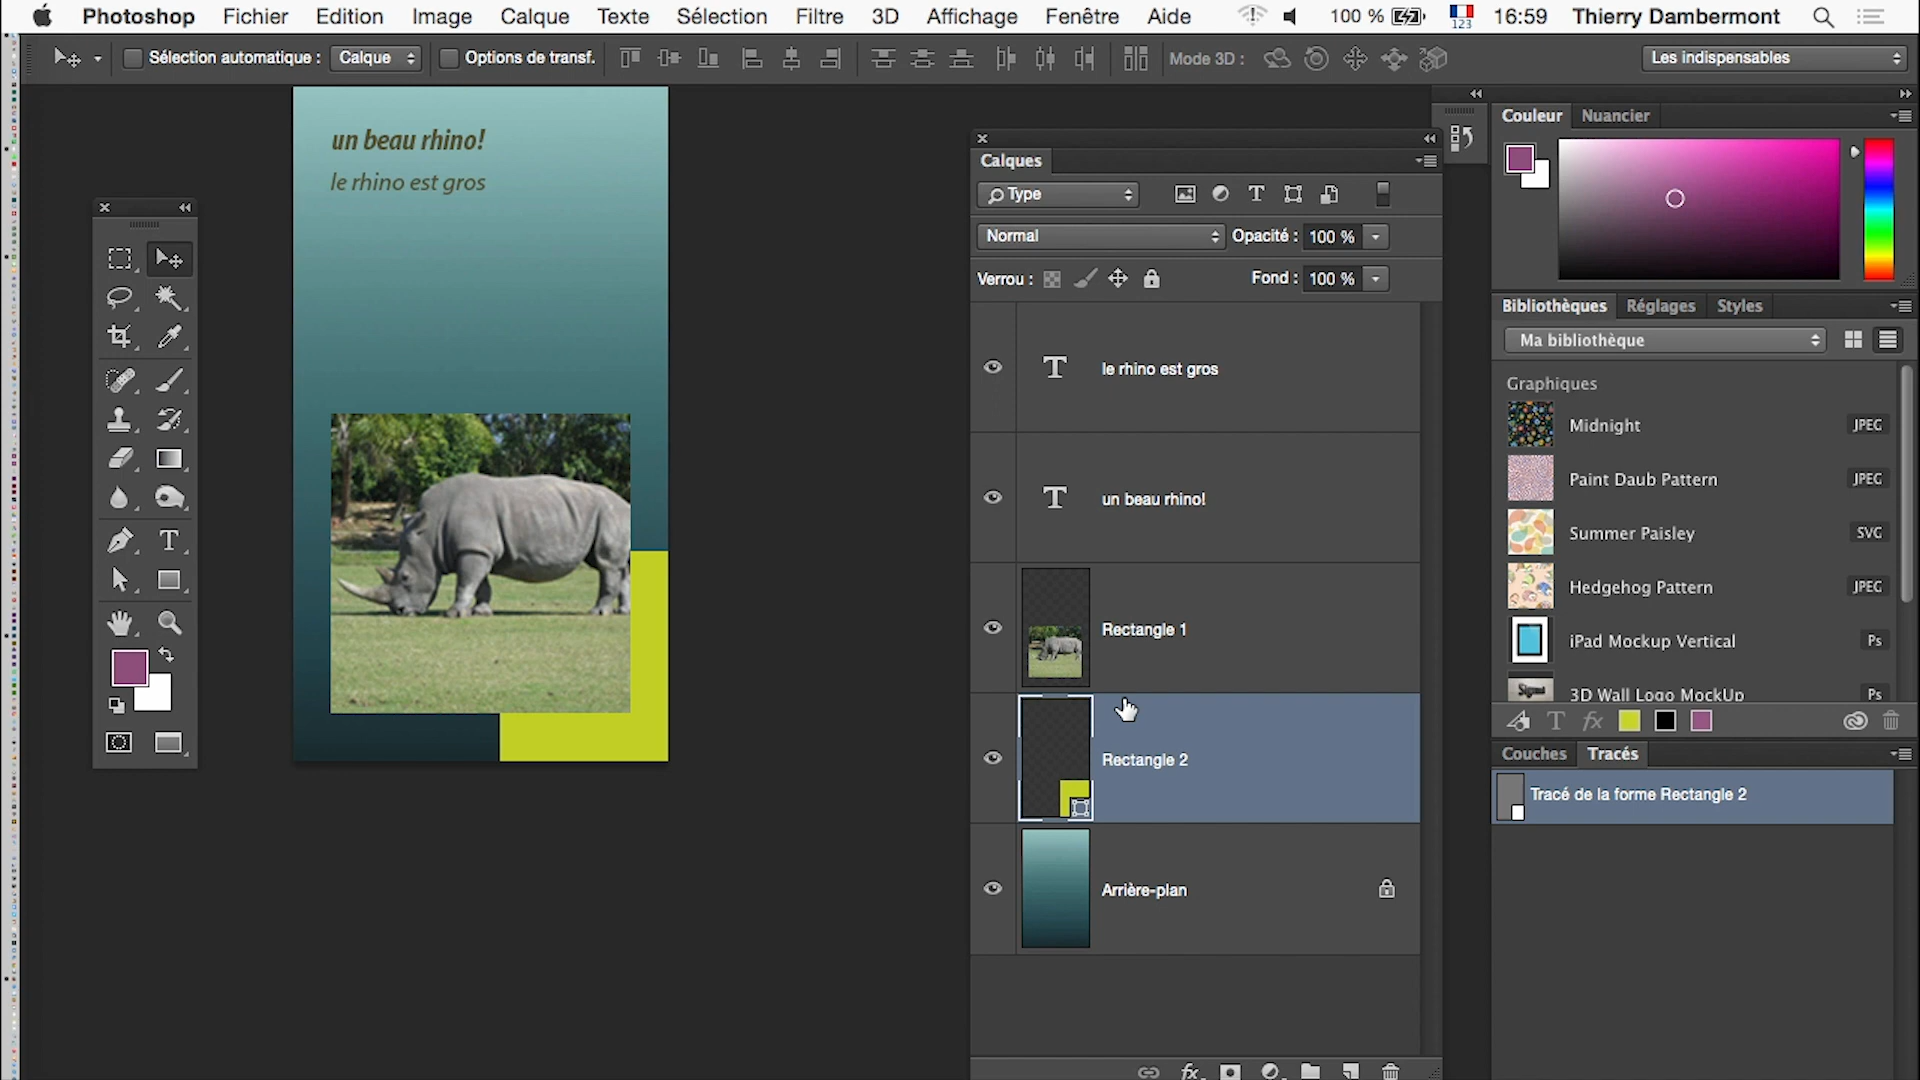 Photoshop Fichier Edition Image Calque Texte Sélection Filtre 3D Affichage Fenêtre Aide 100 % 123 16:59 Thierry Dambermont
Sélection automatique : Calque Options de transf. Mode 3D : Les indispensables
un beau rhino!
le rhino est gros
Calques
Type
Normal Opacité : 100 %
Verrou : Fond : 100 %
T le rhino est gros
T un beau rhino!
Rectangle 1
Rectangle 2
Arrière-plan
fx
Couleur Nuancier
Bibliothèques Réglages Styles
Ma bibliothèque
Graphiques
Midnight JPEG
Paint Daub Pattern JPEG
Summer Paisley SVG
Hedgehog Pattern JPEG
iPad Mockup Vertical Ps
3D Wall Logo MockUp Ps
T fx
Couches Tracés
Tracé de la forme Rectangle 2